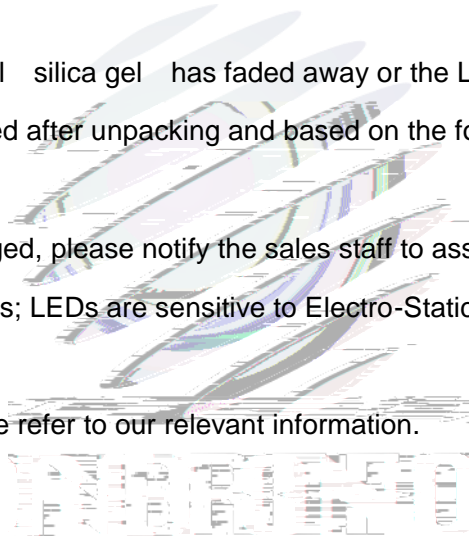 l silica gel has faded away or the L
ed after unpacking and based on the fo
ged, please notify the sales staff to ass
s; LEDs are sensitive to Electro-Static
e refer to our relevant information.